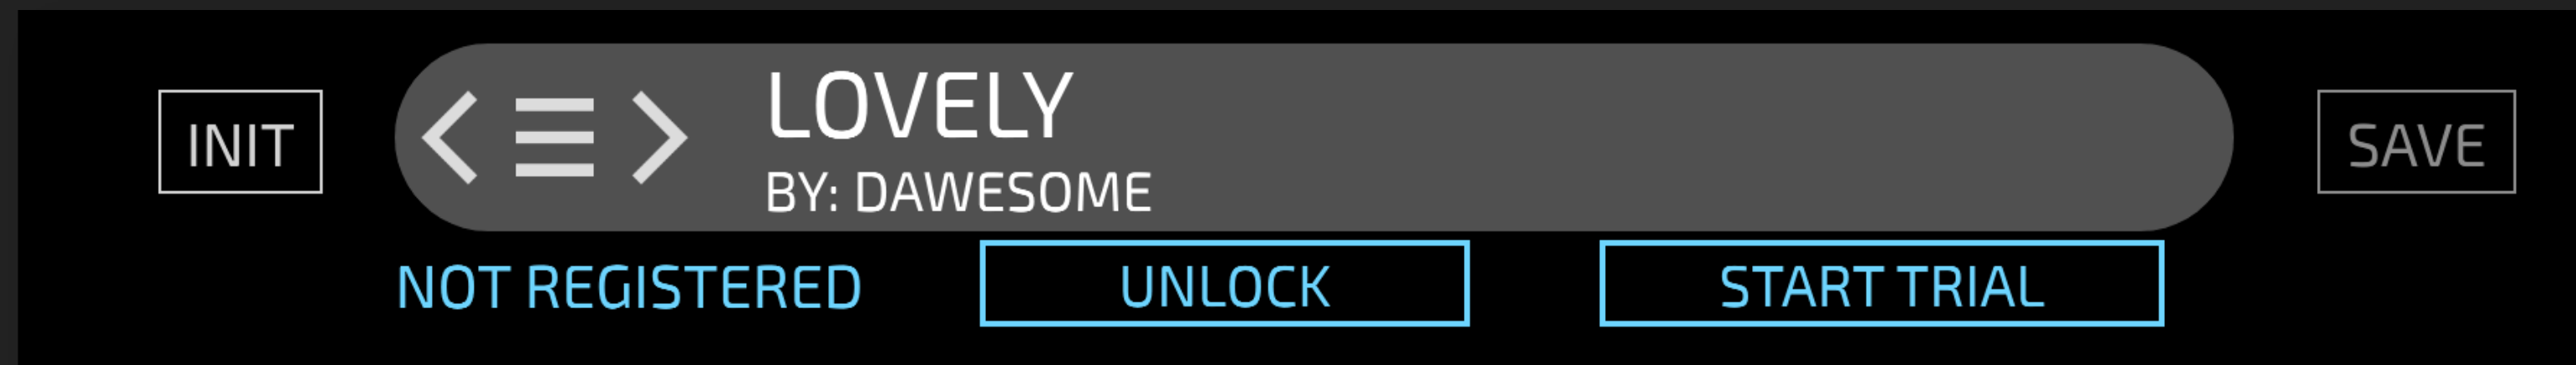 INIT
LOVELY
BY: DAWESOME
SAVE
NOT REGISTERED
UNLOCK
START TRIAL